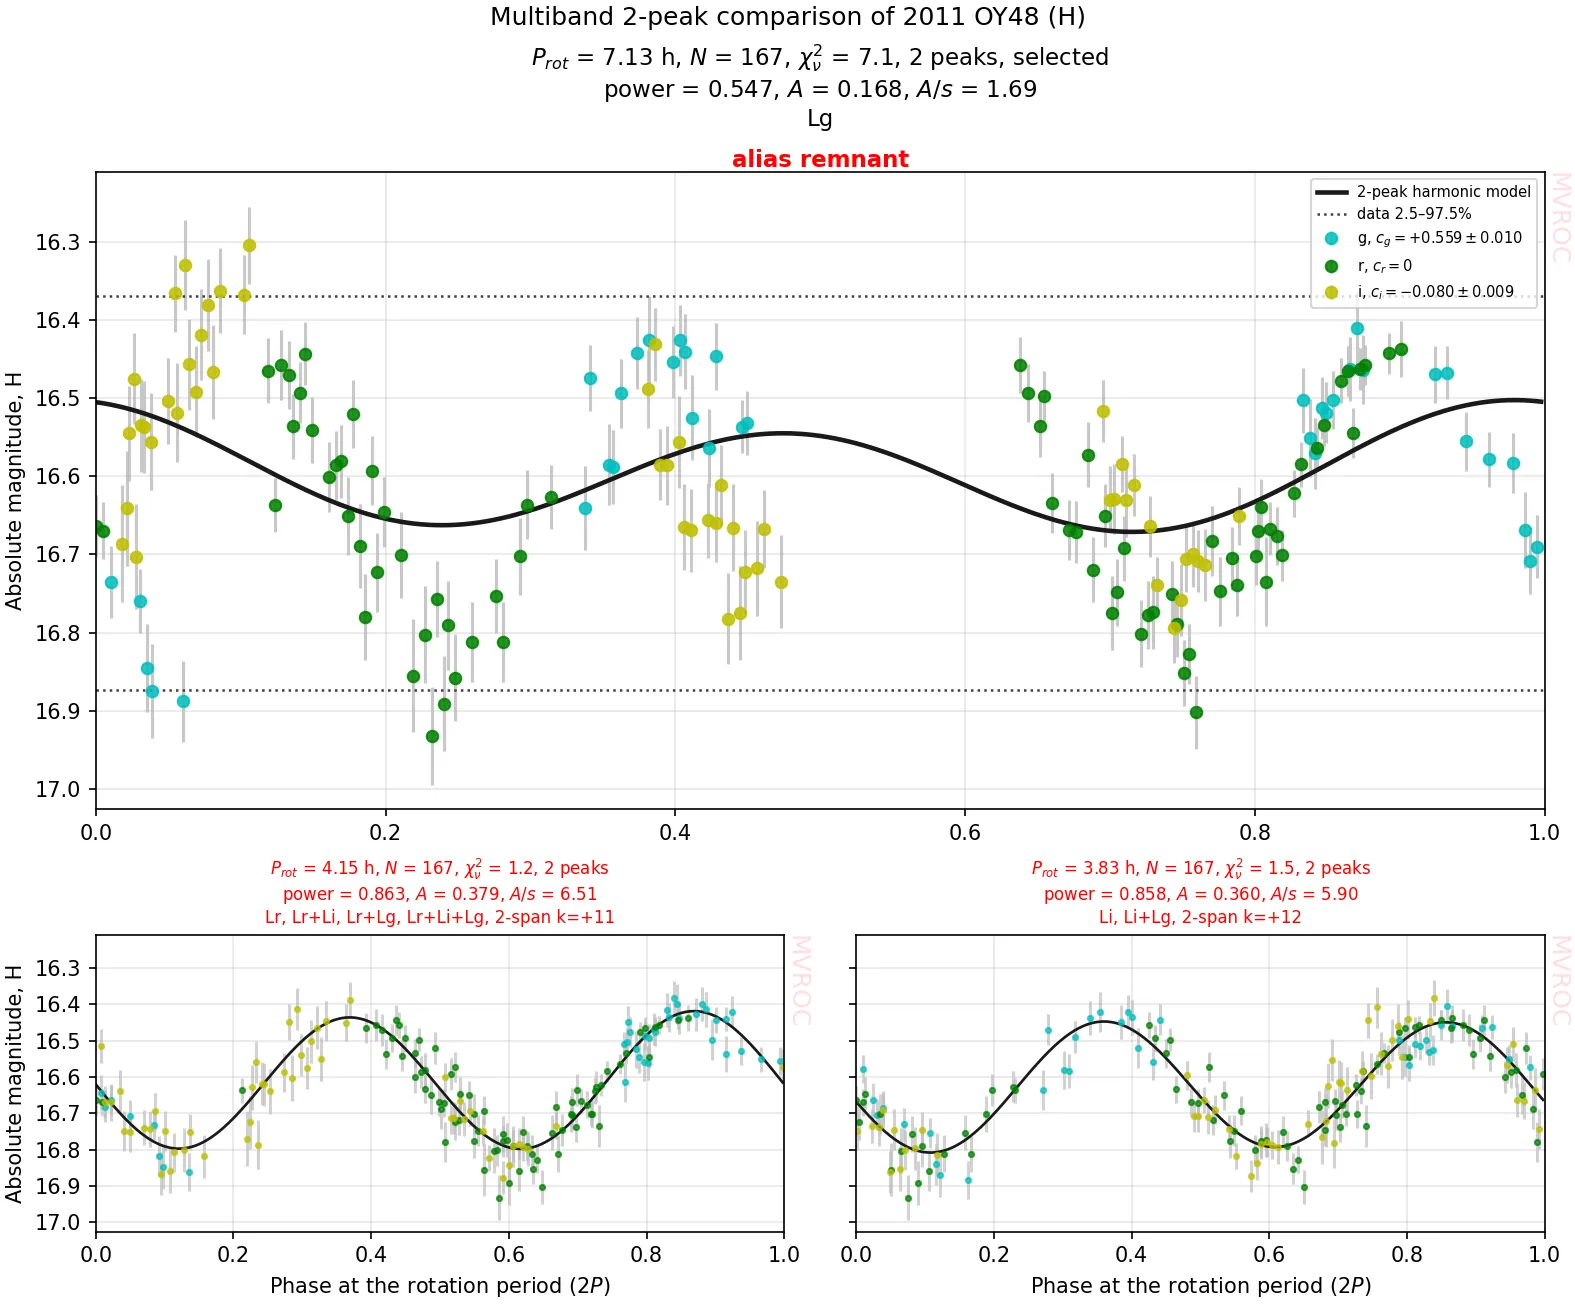 Multiband 2-peak comparison of 2011 OY48 (H)
P_rot = 7.13 h, N = 167, χ²_ν = 7.1, 2 peaks, selected
power = 0.547, A = 0.168, A/s = 1.69
Lg
alias remnant
2-peak harmonic model
data 2.5–97.5%
g, c_g = +0.559 ± 0.010
r, c_r = 0
i, c_i = −0.080 ± 0.009
MVROC
Absolute magnitude, H
16.3
16.4
16.5
16.6
16.7
16.8
16.9
17.0
0.0 0.2 0.4 0.6 0.8 1.0
P_rot = 4.15 h, N = 167, χ²_ν = 1.2, 2 peaks
power = 0.863, A = 0.379, A/s = 6.51
Lr, Lr+Li, Lr+Lg, Lr+Li+Lg, 2-span k=+11
MVROC
Absolute magnitude, H
16.3
16.4
16.5
16.6
16.7
16.8
16.9
17.0
0.0 0.2 0.4 0.6 0.8 1.0
Phase at the rotation period (2P)
P_rot = 3.83 h, N = 167, χ²_ν = 1.5, 2 peaks
power = 0.858, A = 0.360, A/s = 5.90
Li, Li+Lg, 2-span k=+12
MVROC
0.0 0.2 0.4 0.6 0.8 1.0
Phase at the rotation period (2P)